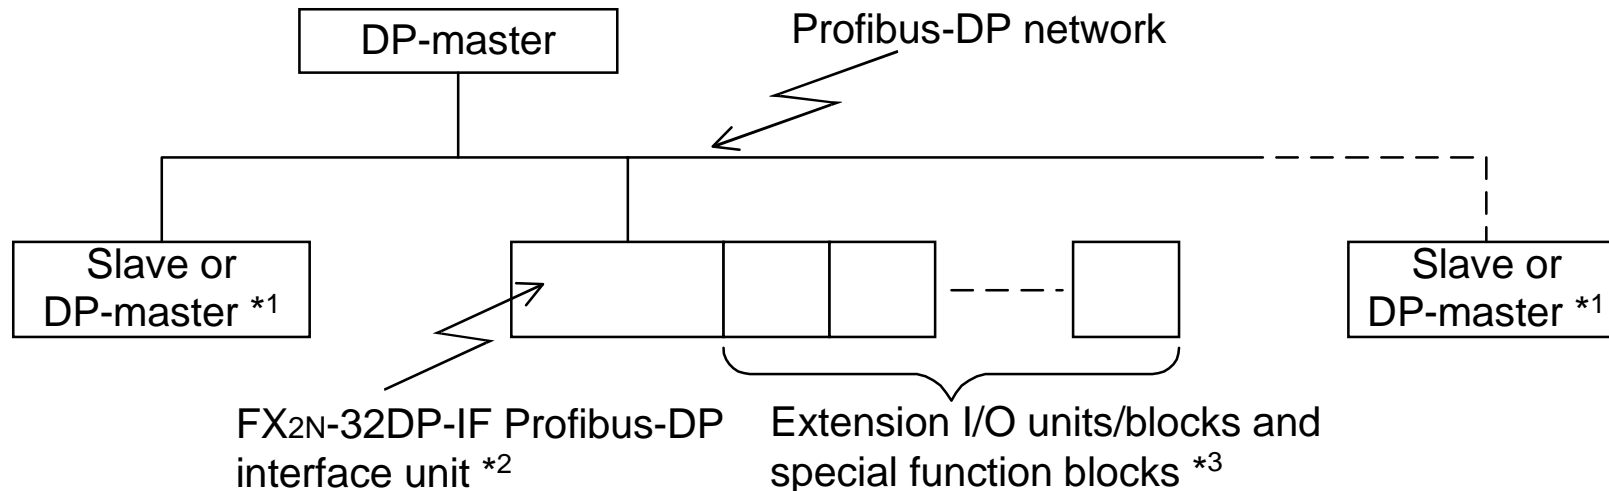 DP-master
Profibus-DP network
Slave or
DP-master *1
Slave or
DP-master *1
FX2N-32DP-IF Profibus-DP
interface unit *2
Extension I/O units/blocks and
special function blocks *3